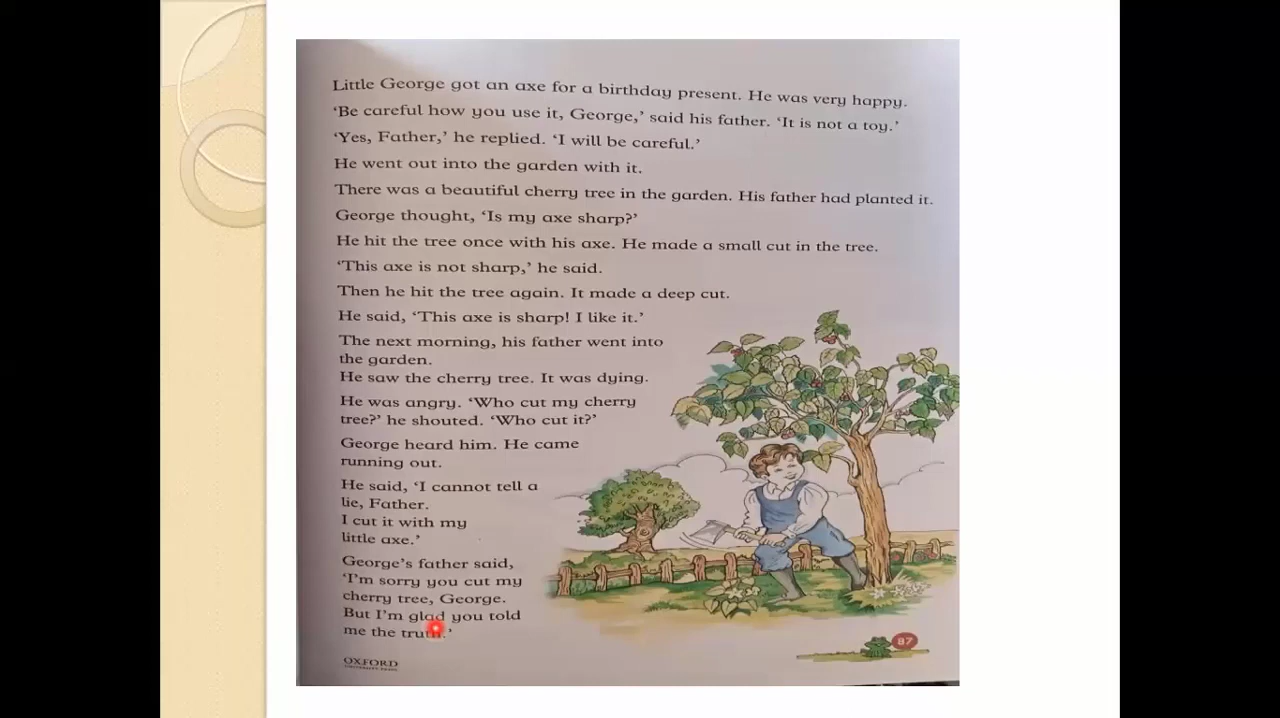 Little George got an axe for a birthday present. He was very happy.
‘Be careful how you use it, George,’ said his father. ‘It is not a toy.’
‘Yes, Father,’ he replied. ‘I will be careful.’
He went out into the garden with it.
There was a beautiful cherry tree in the garden. His father had planted it.
George thought, ‘Is my axe sharp?’
He hit the tree once with his axe. He made a small cut in the tree.
‘This axe is not sharp,’ he said.
Then he hit the tree again. It made a deep cut.
He said, ‘This axe is sharp! I like it.’
The next morning, his father went into
the garden.
He saw the cherry tree. It was dying.
He was angry. ‘Who cut my cherry
tree?’ he shouted. ‘Who cut it?’
George heard him. He came
running out.
He said, ‘I cannot tell a
lie, Father.
I cut it with my
little axe.’
George’s father said,
‘I’m sorry you cut my
cherry tree, George.
But I’m glad you told
me the truth.’
87
OXFORD
UNIVERSITY PRESS